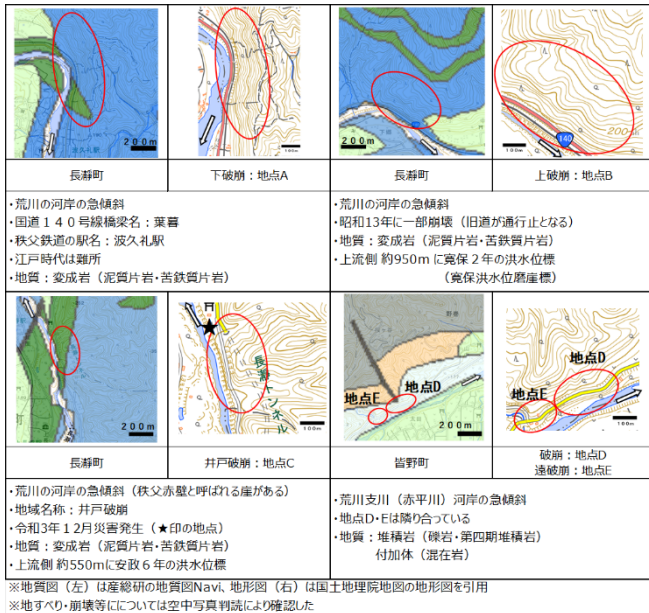 200m
波久礼駅
100m
200m
140
200
100m
長瀞町
下破崩：地点A
長瀞町
上破崩：地点B
・荒川の河岸の急傾斜
・国道１４０号線橋梁名：葉暮
・秩父鉄道の駅名：波久礼駅
・江戸時代は難所
・地質：変成岩（泥質片岩・苦鉄質片岩）
・荒川の河岸の急傾斜
・昭和13年に一部崩壊（旧道が通行止となる）
・地質：変成岩（泥質片岩・苦鉄質片岩）
・上流側 約950mに寛保２年の洪水位標
（寛保洪水位磨崖標）
200m
★
長瀞トンネル
100m
地点E
地点D
200m
地点D
地点E
100m
長瀞町
井戸破崩：地点C
皆野町
破崩：地点D
遠破崩：地点E
・荒川の河岸の急傾斜（秩父赤壁と呼ばれる崖がある）
・地域名称：井戸破崩
・令和3年１２月災害発生（★印の地点）
・地質：変成岩（泥質片岩・苦鉄質片岩）
・上流側 約550mに安政６年の洪水位標
・荒川支川（赤平川）河岸の急傾斜
・地点D・Eは隣り合っている
・地質：堆積岩（礫岩・第四期堆積岩）
付加体（混在岩）
※地質図（左）は産総研の地質図Navi、地形図（右）は国土地理院地図の地形図を引用
※地すべり・崩壊等にについては空中写真判読により確認した